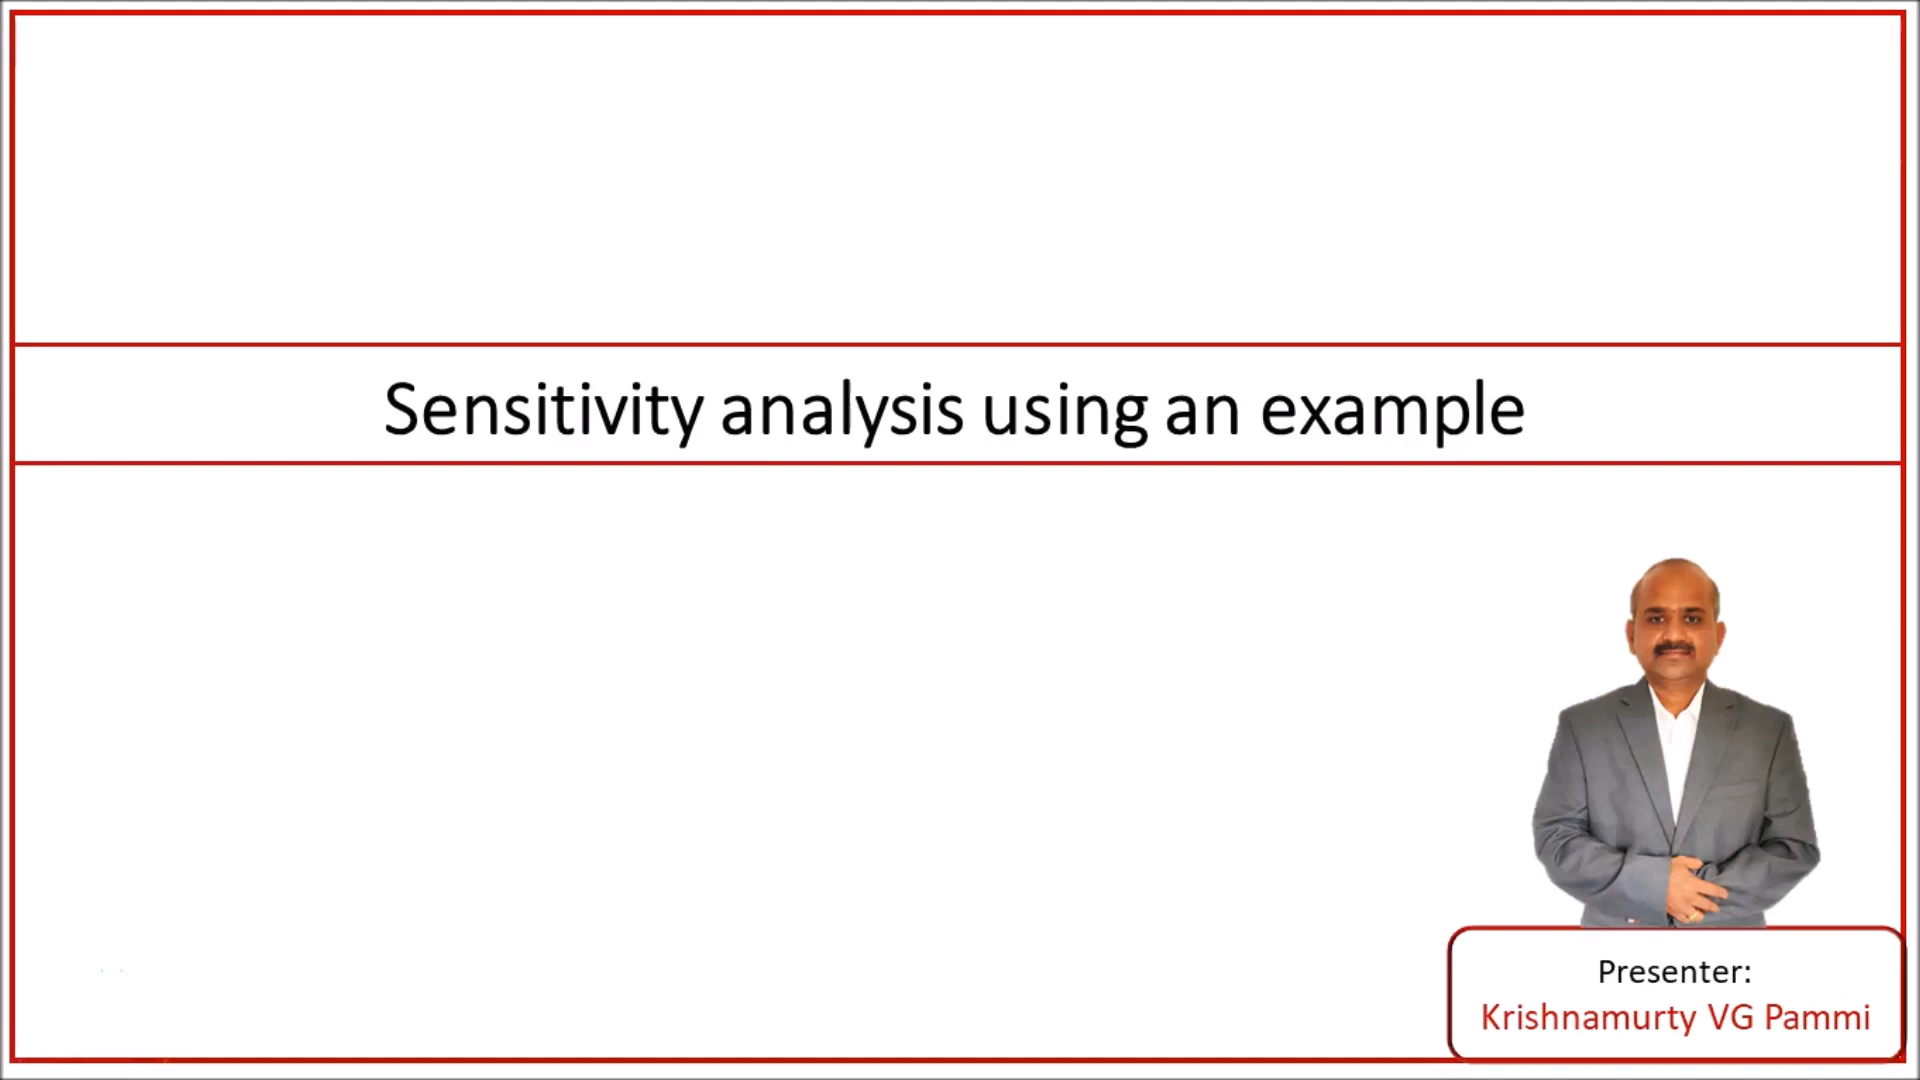 Sensitivity analysis using an example
Presenter:
Krishnamurty VG Pammi